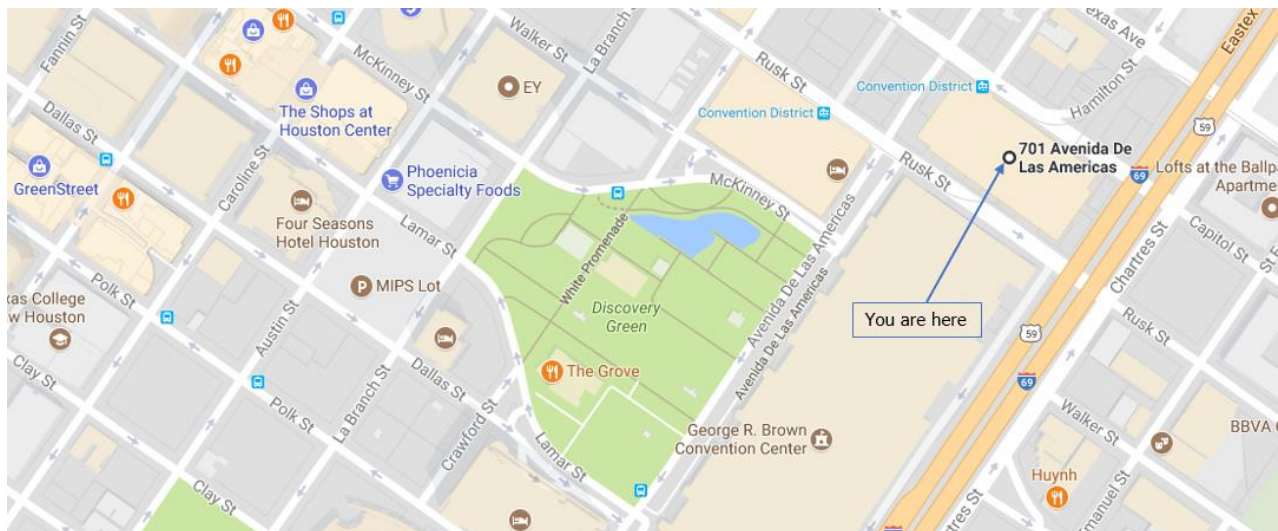 Fannin St
Walker St
La Branch St
exas Ave
Eastex
McKinney St
EY
Rusk St
Convention District
Hamilton St
Convention District
59
The Shops at
Houston Center
Dallas St
Caroline St
701 Avenida De
Las Americas
69
Lofts at the Ballpa
Apartme
GreenStreet
Phoenicia
Specialty Foods
McKinney St
Rusk St
Four Seasons
Hotel Houston
Lamar St
White Promenade
Avenida De Las Americas
Chartres St
Capitol St
P MIPS Lot
Polk St
xas College
w Houston
Austin St
Discovery
Green
Avenida De Las Americas
You are here
59
Rusk St
Clay St
La Branch St
Dallas St
The Grove
69
Polk St
Crawford St
Lamar St
George R. Brown
Convention Center
Walker St
BBVA
Huynh
Clay St
rtres St
manuel St